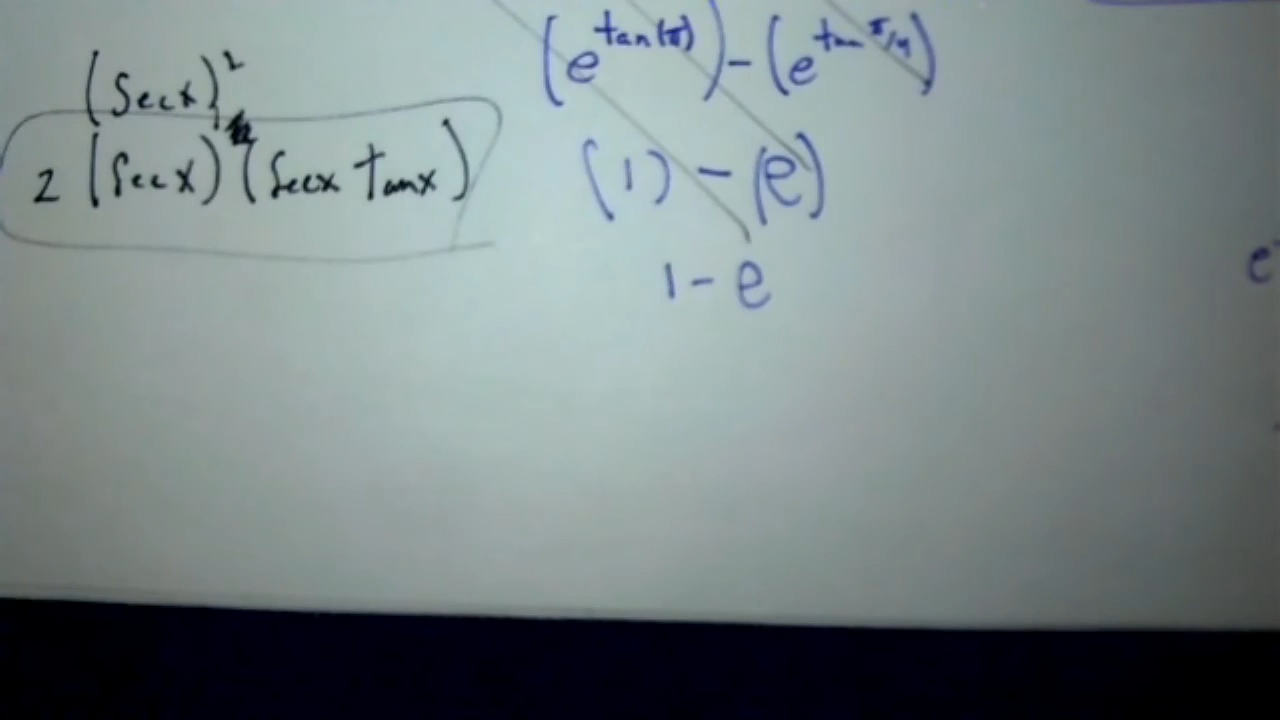 (Secx)²
2 (Secx) (Secx Tanx)
(e^tan(π)) - (e^tan π/4)
(1) - (e)
1 - e
e